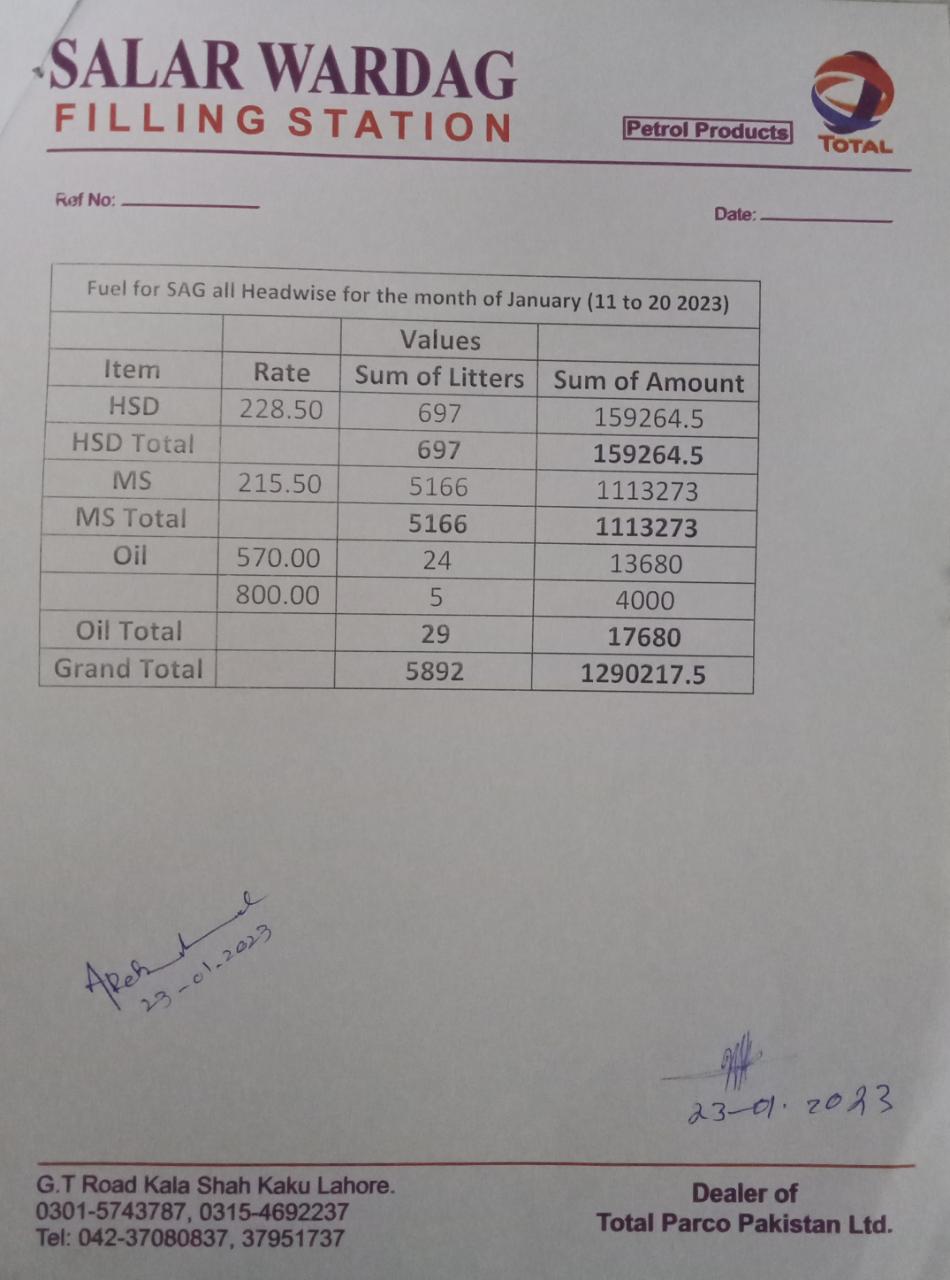 SALAR WARDAG
FILLING STATION
Petrol Products
TOTAL
Ref No:
Date:
Fuel for SAG all Headwise for the month of January (11 to 20 2023)
Values
Item Rate Sum of Litters Sum of Amount
HSD 228.50 697 159264.5
HSD Total 697 159264.5
MS 215.50 5166 1113273
MS Total 5166 1113273
Oil 570.00 24 13680
800.00 5 4000
Oil Total 29 17680
Grand Total 5892 1290217.5
23-01-2023
23-01. 2023
G.T Road Kala Shah Kaku Lahore.
0301-5743787, 0315-4692237
Tel: 042-37080837, 37951737
Dealer of
Total Parco Pakistan Ltd.